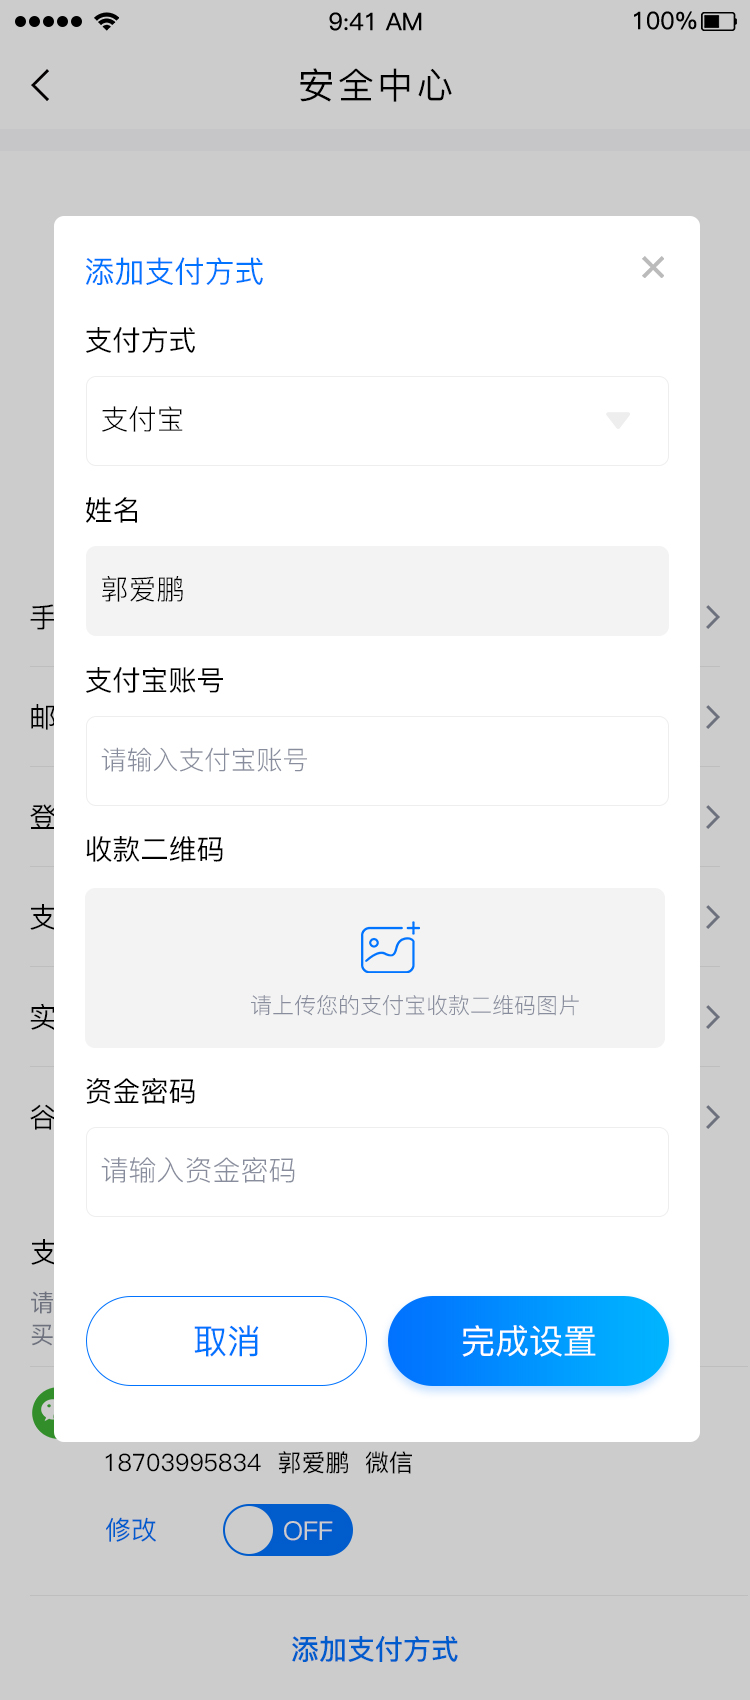 9:41 AM 100%
安全中心
添加支付方式
支付方式
支付宝
姓名
郭爱鹏
手
支付宝账号
邮
请输入支付宝账号
登
收款二维码
支
请上传您的支付宝收款二维码图片
实
资金密码
谷
请输入资金密码
支
请
买
取消 完成设置
18703995834 郭爱鹏 微信
修改 OFF
添加支付方式